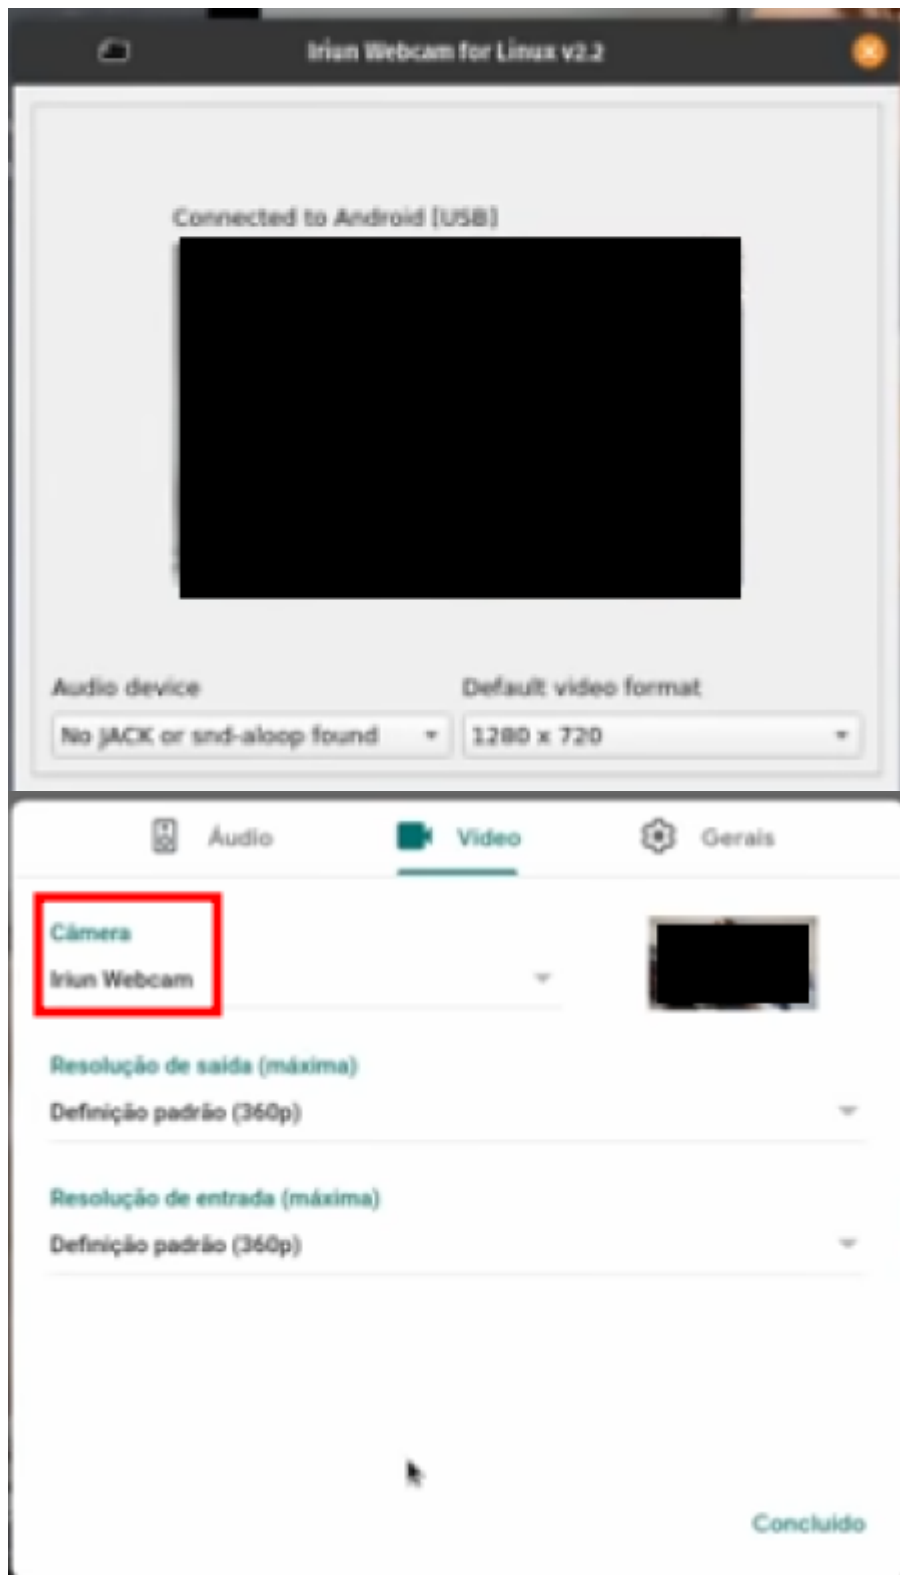 Iriun Webcam for Linux v2.2
Connected to Android [USB]
Audio device
Default video format
No JACK or snd-aloop found
1280 x 720
Áudio
Vídeo
Gerais
Câmera
Iriun Webcam
Resolução de saída (máxima)
Definição padrão (360p)
Resolução de entrada (máxima)
Definição padrão (360p)
Concluído